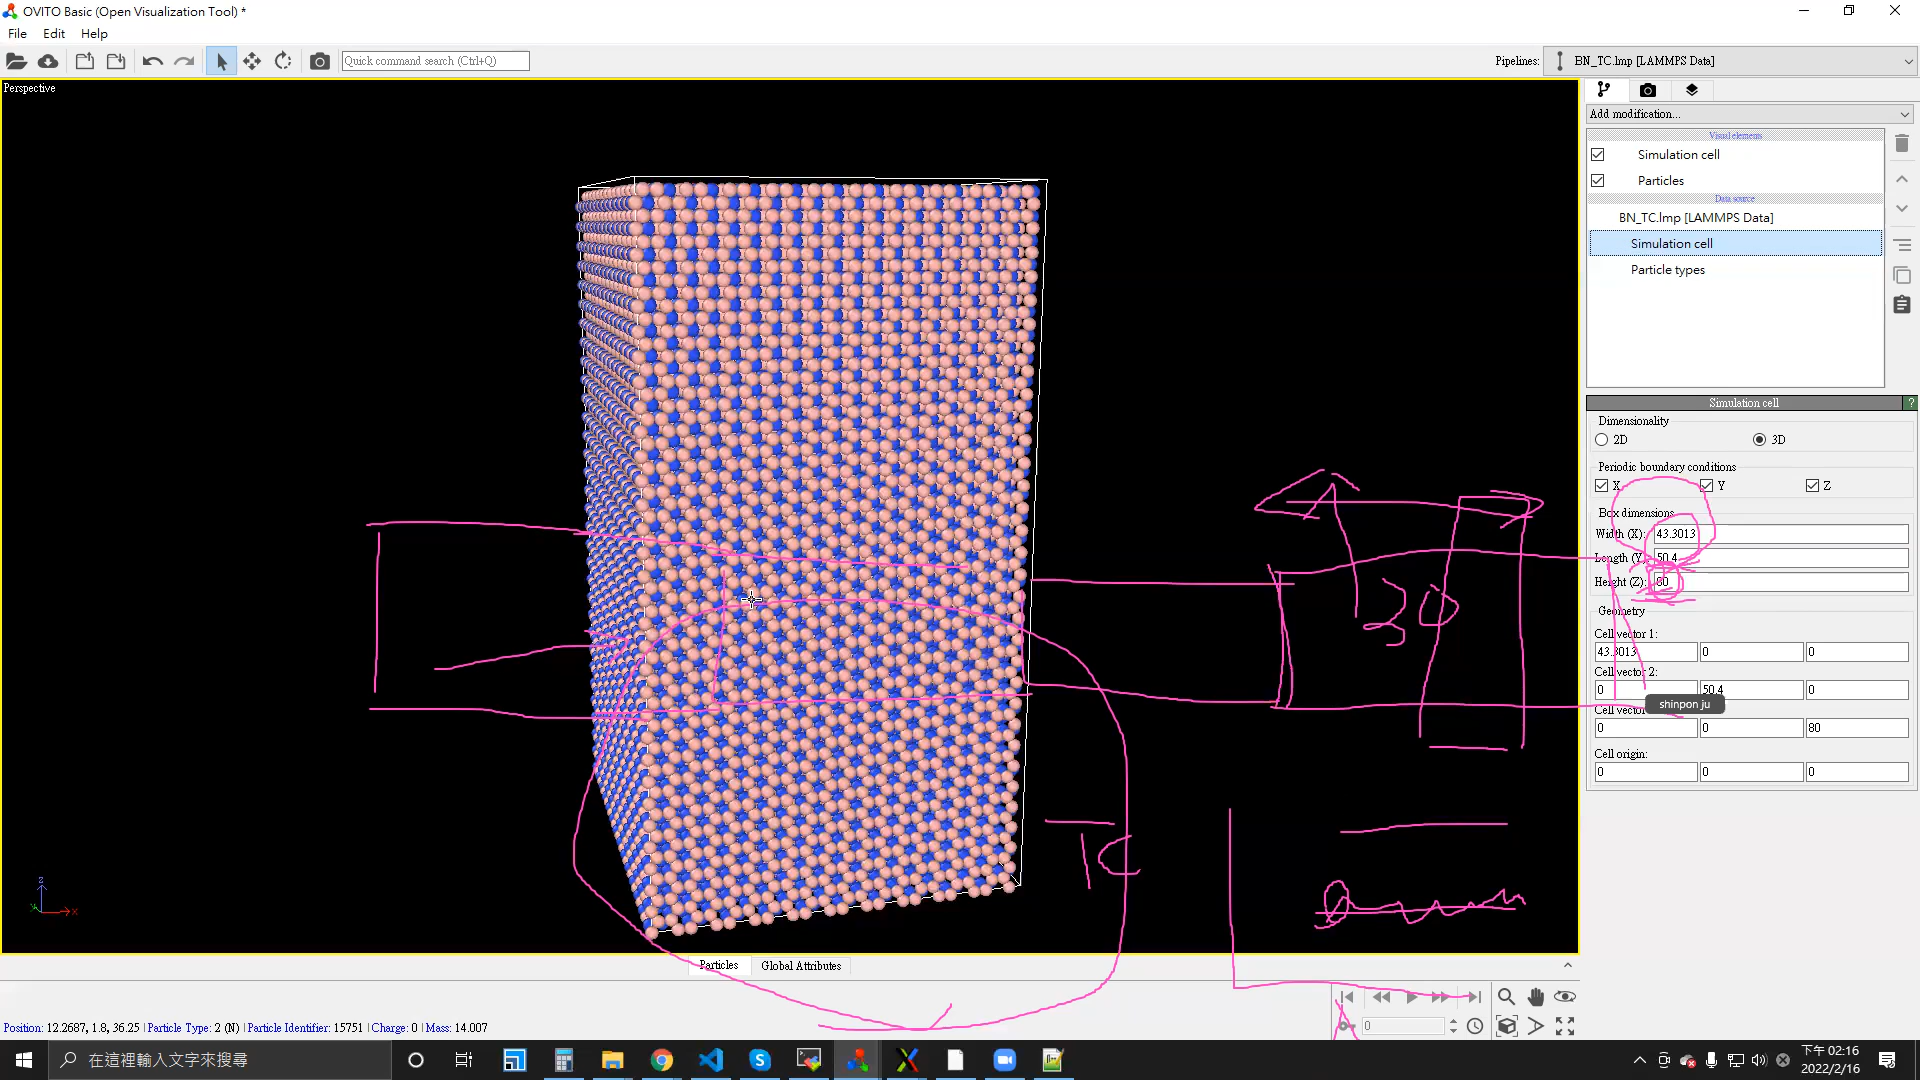 OVITO Basic (Open Visualization Tool) *
File Edit Help
Quick command search (Ctrl+Q)
Pipelines: BN_TC.lmp [LAMMPS Data]
Perspective
Add modification...
Visual elements
Simulation cell
Particles
Data source
BN_TC.lmp [LAMMPS Data]
Simulation cell
Particle types
Simulation cell ?
Dimensionality
2D 3D
Periodic boundary conditions
X Y Z
Box dimensions
Width (X): 43.3013
Length (Y): 50.4
Height (Z): 80
Geometry
Cell vector 1:
43.3013 0 0
Cell vector 2:
0 50.4 0
shinpon ju
Cell vector
0 0 80
Cell origin:
0 0 0
30
TC
z
y x
Particles Global Attributes
0
Position: 12.2687, 1.8, 36.25 | Particle Type: 2 (N) | Particle Identifier: 15751 | Charge: 0 | Mass: 14.007
在這裡輸入文字來搜尋
下午 02:16
2022/2/16